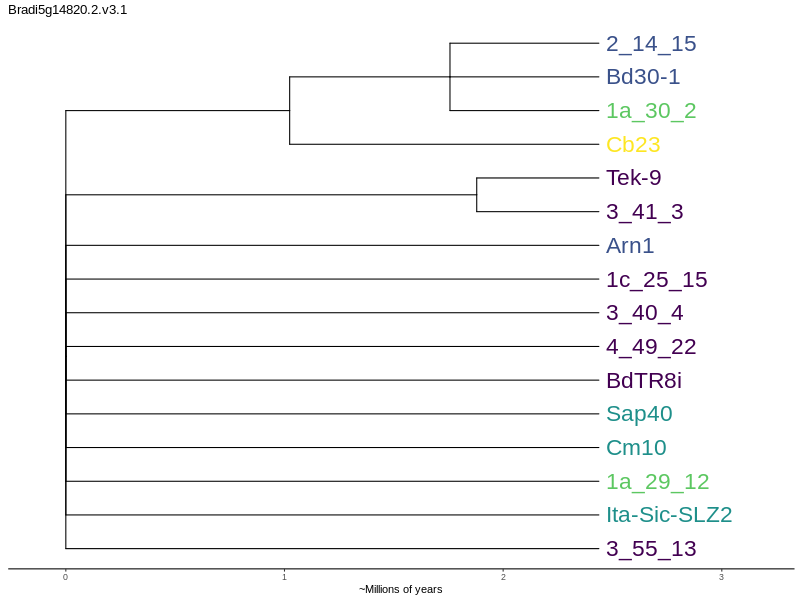 Bradi5g14820.2.v3.1
2_14_15
Bd30-1
1a_30_2
Cb23
Tek-9
3_41_3
Arn1
1c_25_15
3_40_4
4_49_22
BdTR8i
Sap40
Cm10
1a_29_12
Ita-Sic-SLZ2
3_55_13
0 1 2 3
~Millions of years